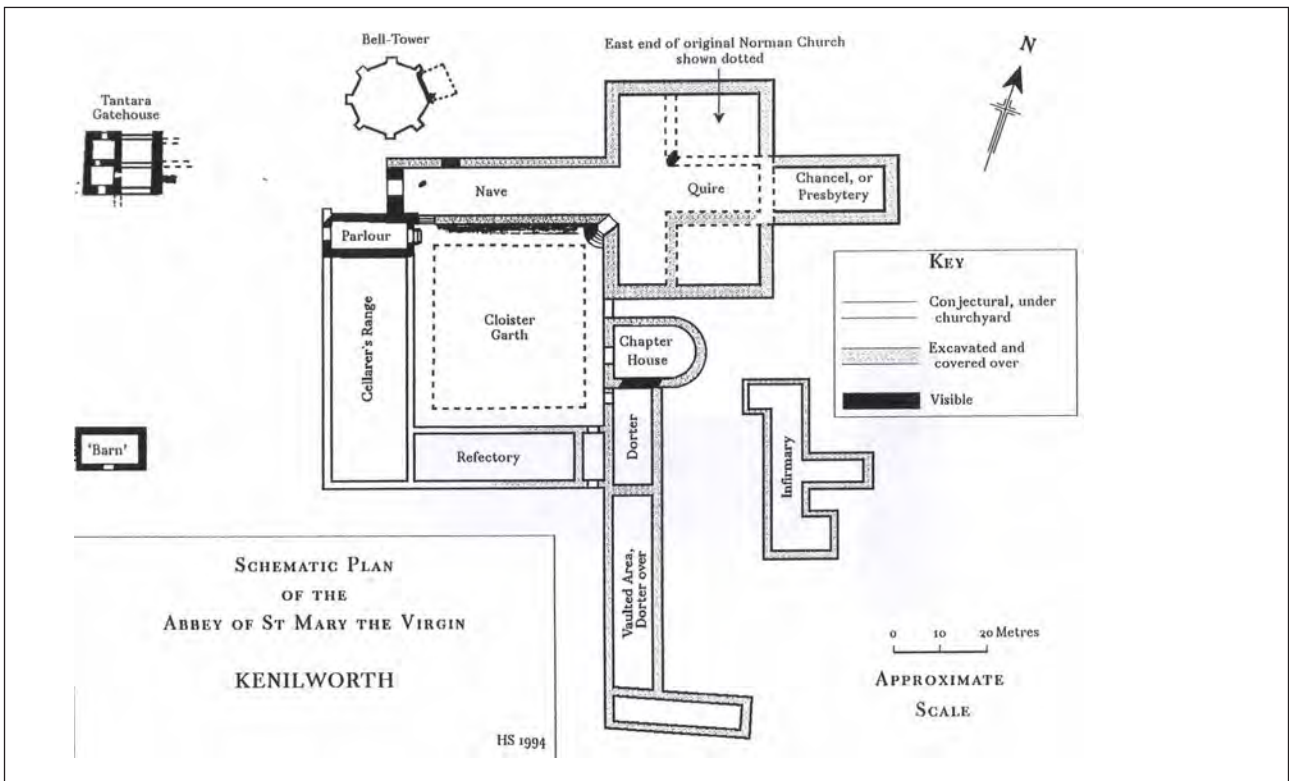 Bell-Tower
East end of original Norman Church
shown dotted
N
Tantara
Gatehouse
Nave
Quire
Chancel, or
Presbytery
Parlour
KEY
Conjectural, under
churchyard
Excavated and
covered over
Visible
Cellarer's Range
Cloister
Garth
Chapter
House
'Barn'
Refectory
Dorter
Infirmary
Vaulted Area,
Dorter over
SCHEMATIC PLAN
OF THE
ABBEY OF ST MARY THE VIRGIN
KENILWORTH
HS 1994
0 10 20 Metres
APPROXIMATE
SCALE